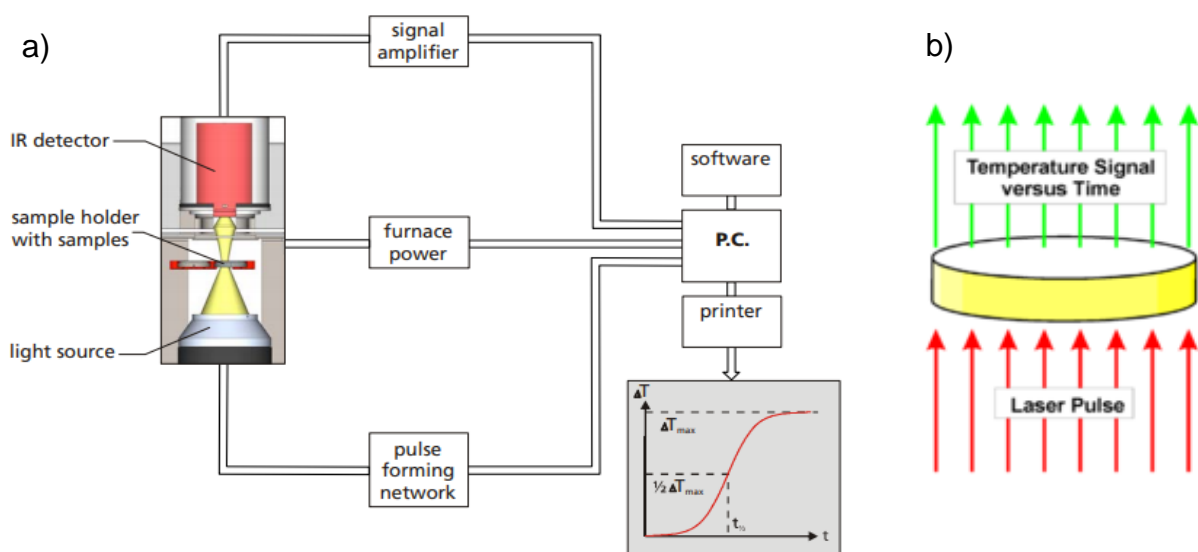 a)
signal
amplifier
b)
IR detector
sample holder
with samples
light source
furnace
power
pulse
forming
network
software
P.C.
printer
ΔT
ΔTmax
½ ΔTmax
t½
t
Temperature Signal
versus Time
Laser Pulse